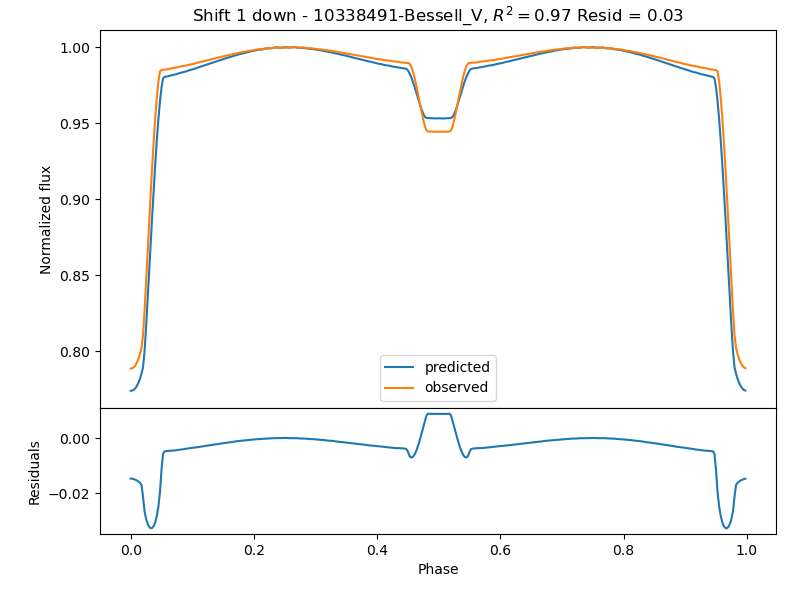 Shift 1 down - 10338491-Bessell_V, R² = 0.97 Resid = 0.03
1.00
0.95
0.90
0.85
0.80
Normalized flux
predicted
observed
0.00
−0.02
Residuals
0.0 0.2 0.4 0.6 0.8 1.0
Phase